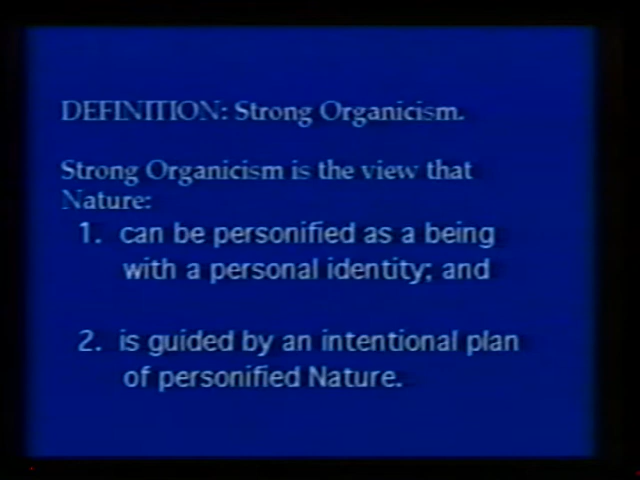 DEFINITION: Strong Organicism.
Strong Organicism is the view that
Nature:
1. can be personified as a being
with a personal identity; and
2. is guided by an intentional plan
of personified Nature.